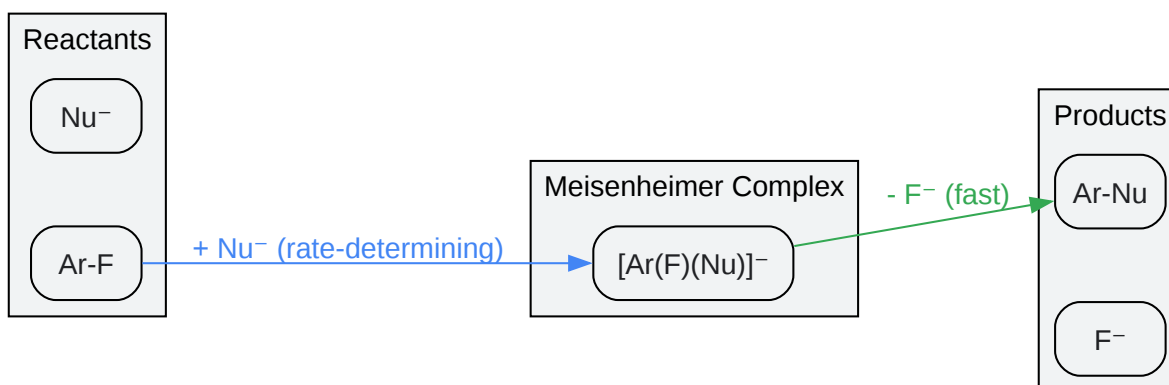 Reactants
Nu⁻
Ar-F
+ Nu⁻ (rate-determining)
Meisenheimer Complex
[Ar(F)(Nu)]⁻
- F⁻ (fast)
Products
Ar-Nu
F⁻